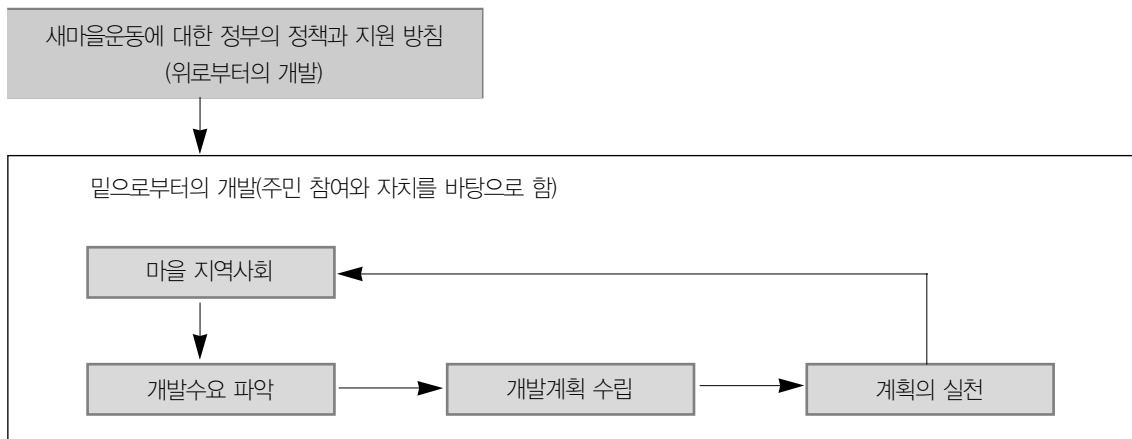 새마을운동에 대한 정부의 정책과 지원 방침
(위로부터의 개발)
밑으로부터의 개발(주민 참여와 자치를 바탕으로 함)
마을 지역사회
개발수요 파악
개발계획 수립
계획의 실천